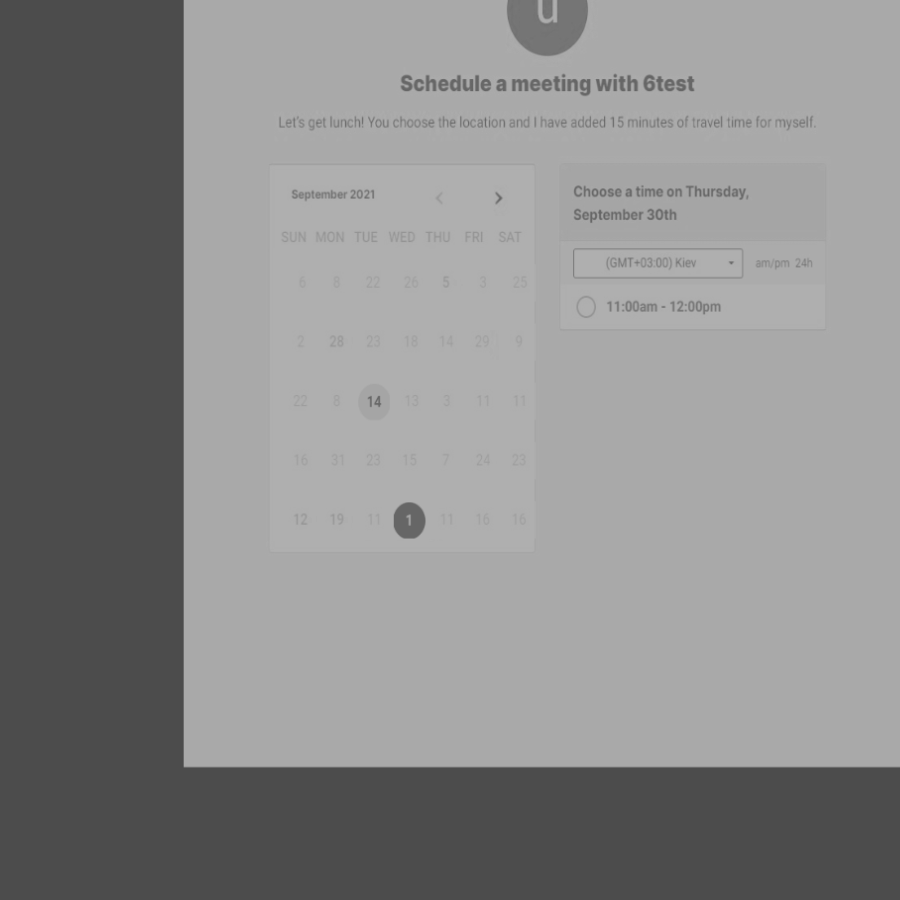 u
Schedule a meeting with 6test
Let's get lunch! You choose the location and I have added 15 minutes of travel time for myself.
September 2021
SUN MON TUE WED THU FRI SAT
6 8 22 26 5 3 25
2 28 23 18 14 29 9
22 8 14 13 3 11 11
16 31 23 15 7 24 23
12 19 11 1 11 16 16
Choose a time on Thursday,
September 30th
(GMT+03:00) Kiev am/pm 24h
11:00am - 12:00pm